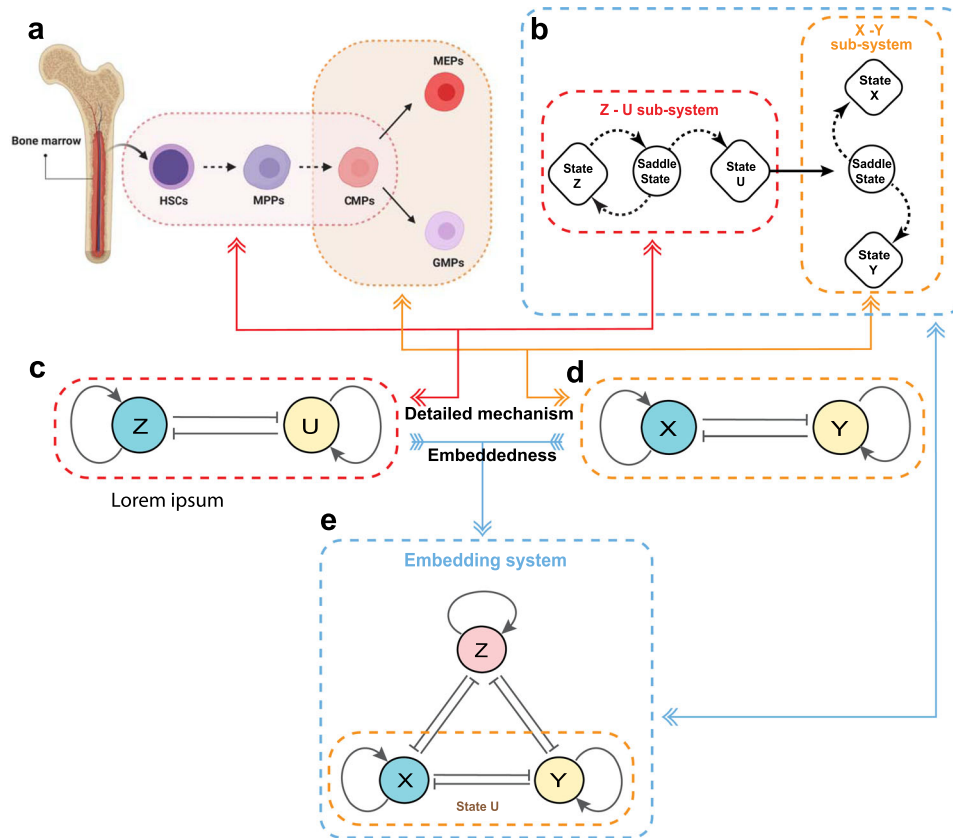 a
Bone marrow
HSCs
MPPs
CMPs
MEPs
GMPs
b
Z - U sub-system
State
Z
Saddle
State
State
U
X -Y
sub-system
State
X
Saddle
State
State
Y
c
Z
U
Lorem ipsum
Detailed mechanism
Embeddedness
d
X
Y
e
Embedding system
Z
X
Y
State U